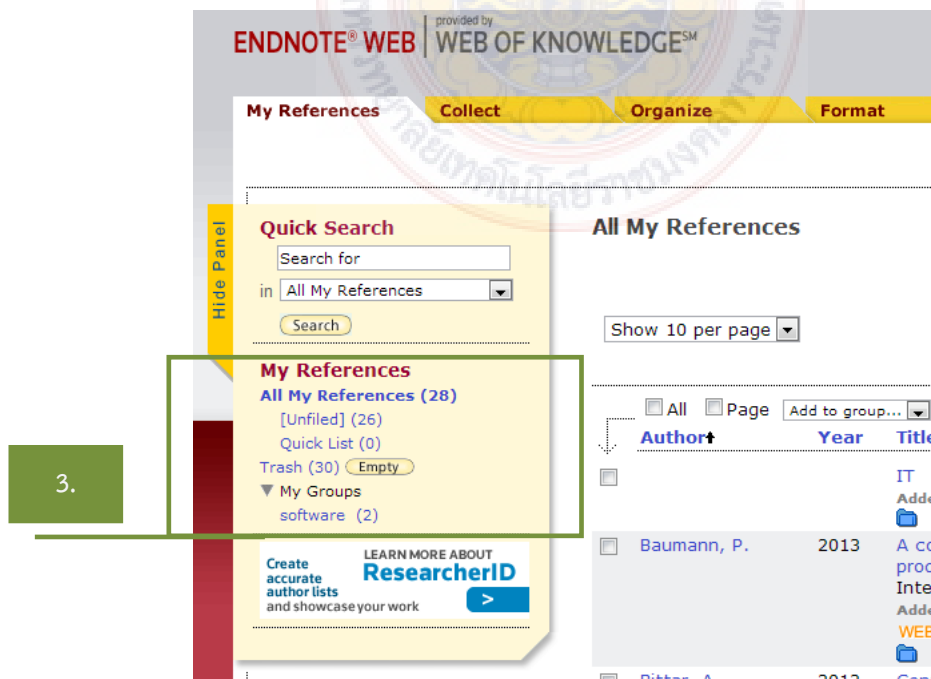 provided by
ENDNOTE® WEB WEB OF KNOWLEDGE℠
My References Collect Organize Format
Hide Panel
Quick Search
Search for
in All My References
Search
My References
All My References (28)
[Unfiled] (26)
Quick List (0)
Trash (30) Empty
▼ My Groups
software (2)
3.
Create
accurate
author lists
and showcase your work
LEARN MORE ABOUT
ResearcherID
>
All My References
Show 10 per page
All Page Add to group...
Author Year
IT
Baumann, P. 2013 A